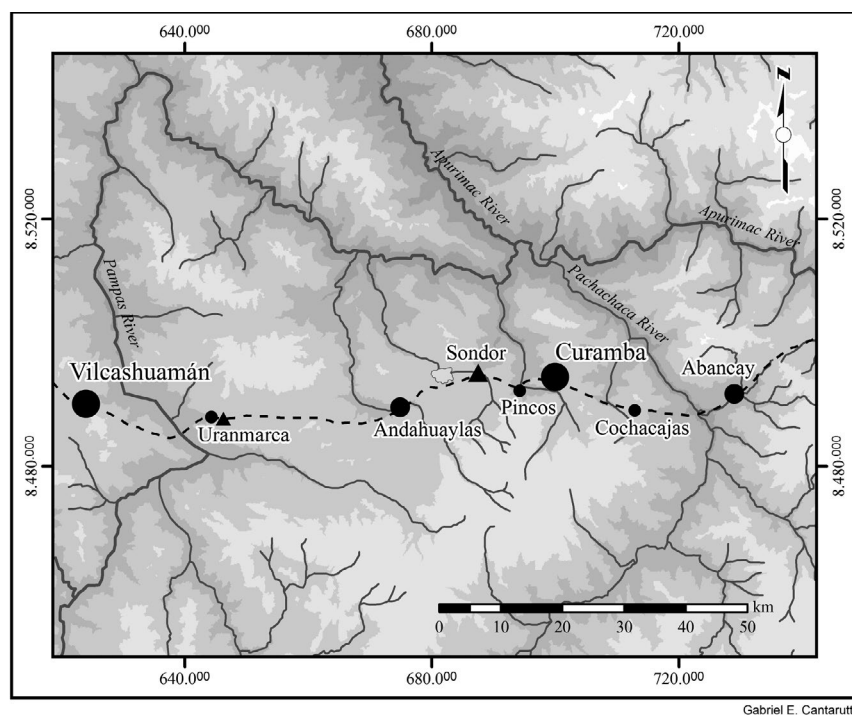 640.000 680.000 720.000
N
Apurimac River
8.520.000 8.520.000
Apurimac River
Pampas River
Pachachaca River
Vilcashuamán
Sondor
Curamba
Abancay
Uranmarca
Andahuaylas
Pincos
Cochacajas
8.480.000 8.480.000
km
0 10 20 30 40 50
640.000 680.000 720.000